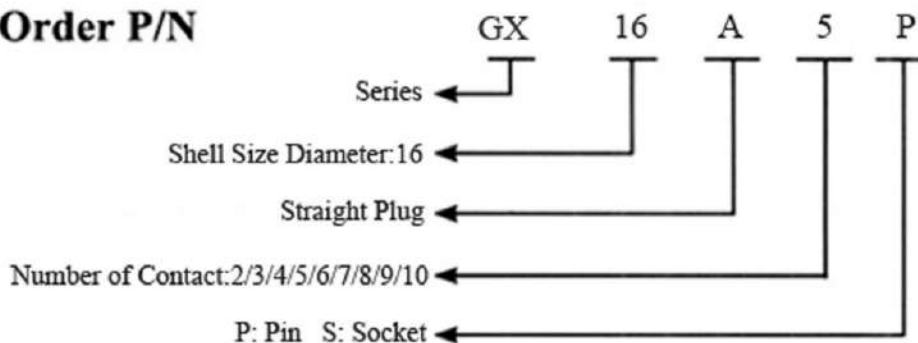 Order P/N GX 16 A 5 P
Series
Shell Size Diameter:16
Straight Plug
Number of Contact:2/3/4/5/6/7/8/9/10
P: Pin S: Socket